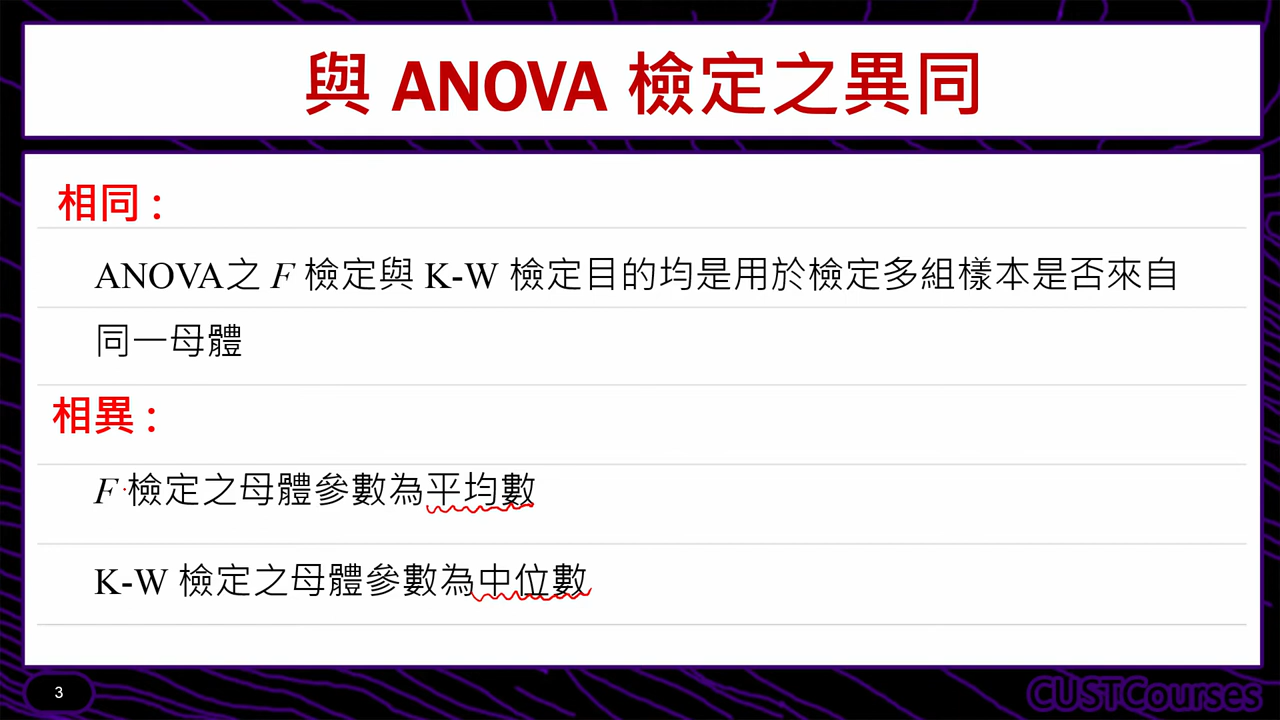 與 ANOVA 檢定之異同
相同 :
ANOVA之 F 檢定與 K-W 檢定目的均是用於檢定多組樣本是否來自
同一母體
相異 :
F 檢定之母體參數為平均數
K-W 檢定之母體參數為中位數
3
CUSTCourses